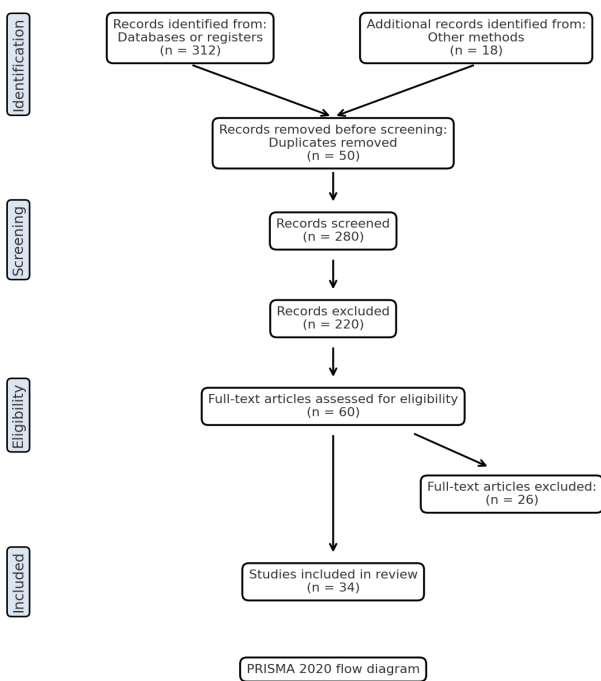 Identification
Records identified from:
Databases or registers
(n = 312)
Additional records identified from:
Other methods
(n = 18)
Records removed before screening:
Duplicates removed
(n = 50)
Screening
Records screened
(n = 280)
Records excluded
(n = 220)
Eligibility
Full-text articles assessed for eligibility
(n = 60)
Full-text articles excluded:
(n = 26)
Included
Studies included in review
(n = 34)
PRISMA 2020 flow diagram